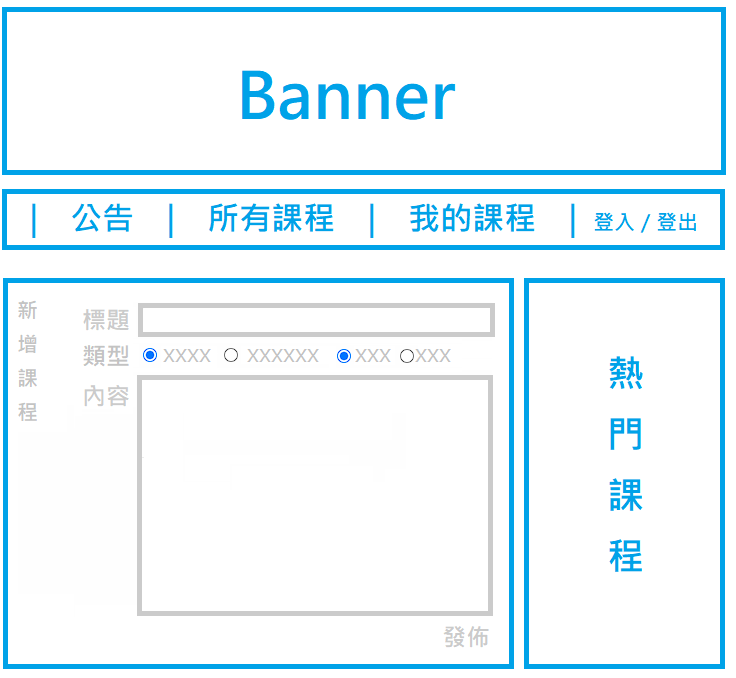 Banner
| 公告 | 所有課程 | 我的課程 | 登入 / 登出
新增課程
標題
類型 XXXX XXXXXX XXX XXX
內容
發佈
熱門課程